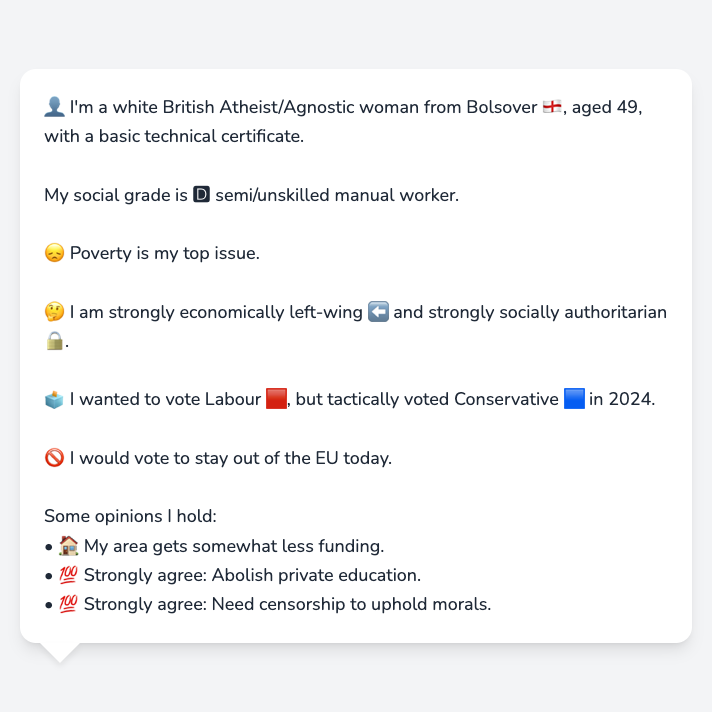 👤 I'm a white British Atheist/Agnostic woman from Bolsover 🏴󠁧󠁢󠁥󠁮󠁧󠁿, aged 49,
with a basic technical certificate.
My social grade is 🅳 semi/unskilled manual worker.
😞 Poverty is my top issue.
🤔 I am strongly economically left-wing ⬅️ and strongly socially authoritarian
🔒.
🗳️ I wanted to vote Labour 🟥, but tactically voted Conservative 🟦 in 2024.
🚫 I would vote to stay out of the EU today.
Some opinions I hold:
• 🏠 My area gets somewhat less funding.
• 💯 Strongly agree: Abolish private education.
• 💯 Strongly agree: Need censorship to uphold morals.